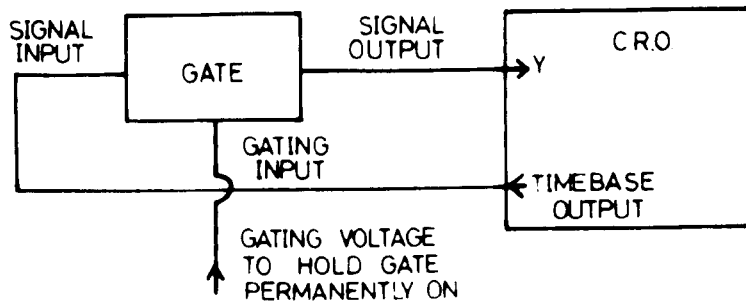 SIGNAL
INPUT
GATE
SIGNAL
OUTPUT
C R.O.
Y
GATING
INPUT
TIMEBASE
OUTPUT
GATING VOLTAGE
TO HOLD GATE
PERMANENTLY ON